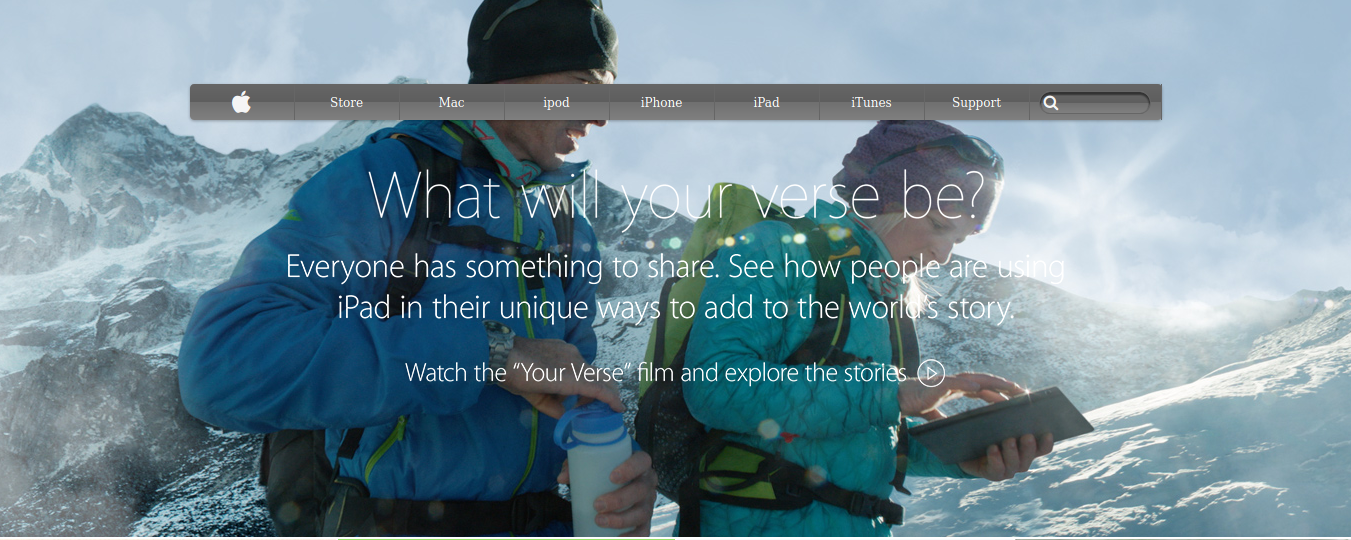 Store Mac ipod iPhone iPad iTunes Support
What will your verse be?
Everyone has something to share. See how people are using
iPad in their unique ways to add to the world's story.
Watch the “Your Verse” film and explore the stories